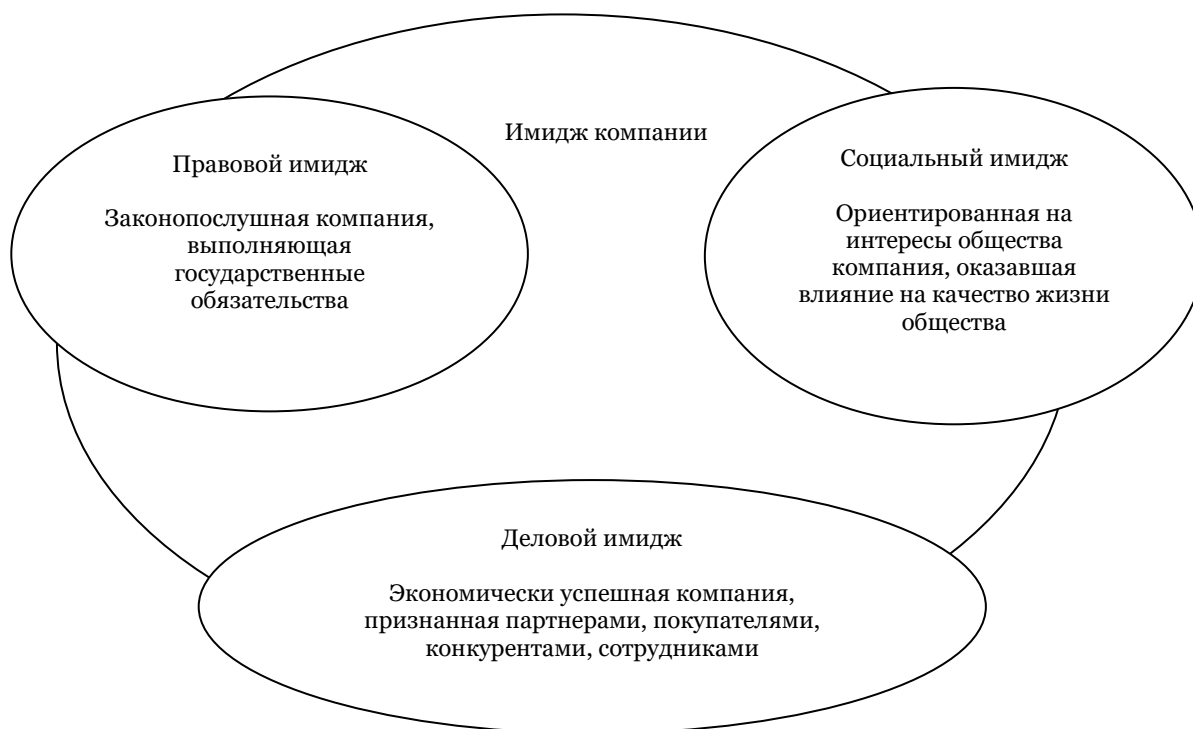 Имидж компании
Правовой имидж
Законопослушная компания,
выполняющая
государственные
обязательства
Социальный имидж
Ориентированная на
интересы общества
компания, оказавшая
влияние на качество жизни
общества
Деловой имидж
Экономически успешная компания,
признанная партнерами, покупателями,
конкурентами, сотрудниками